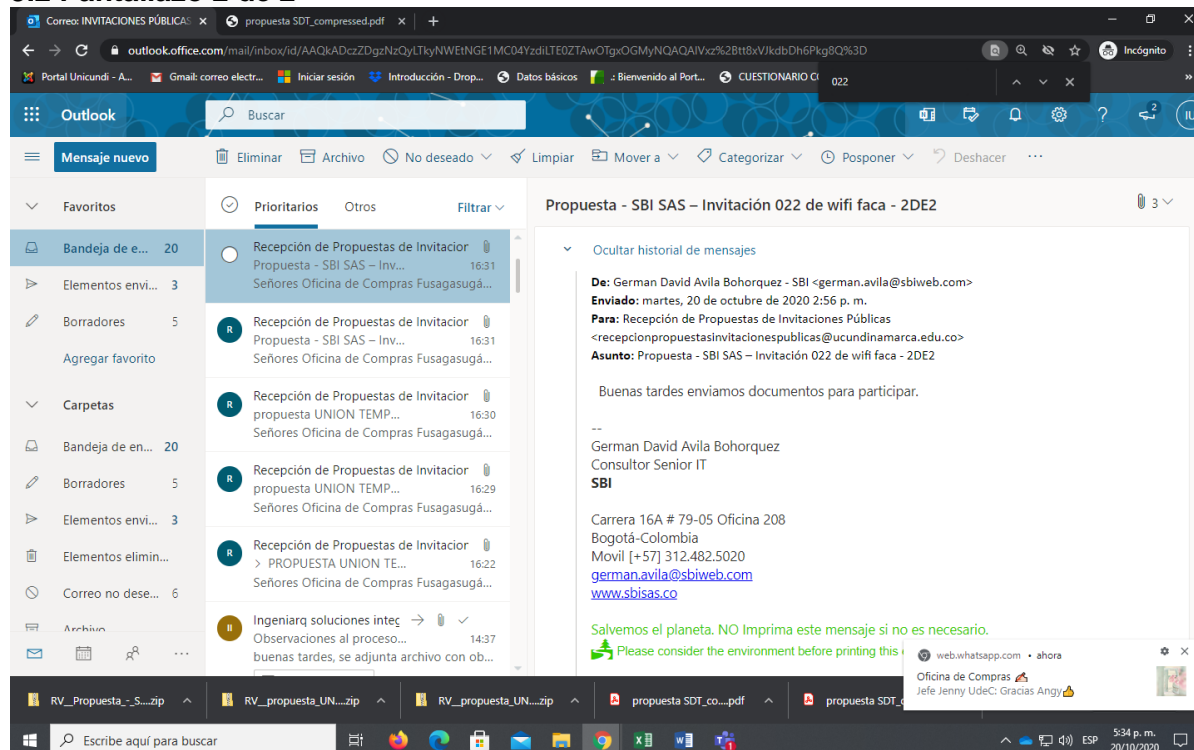 Correo: INVITACIONES PÚBLICAS
propuesta SDT_compressed.pdf
outlook.office.com/mail/inbox/id/AAQkADczZDgzNzQyLTkyNWEtNGE1MC04YzdiLTE0ZTAwOTgxOGMyNQAQAIVxz%2Btt8xVJkdbDh6Pkg8Q%3D
Incógnito
Portal Unicundi - A...
Gmail: correo electr...
Iniciar sesión
Introducción - Drop...
Datos básicos
.: Bienvenido al Port...
CUESTIONARIO
022
»
Outlook
Buscar
?
2
IU
Mensaje nuevo
Eliminar
Archivo
No deseado
Limpiar
Mover a
Categorizar
Posponer
Deshacer
...
Favoritos
Bandeja de e... 20
Elementos envi... 3
Borradores 5
Agregar favorito
Carpetas
Bandeja de en... 20
Borradores 5
Elementos envi... 3
Elementos elimin...
Correo no dese... 6
Archivo
...
Prioritarios
Otros
Filtrar
Recepción de Propuestas de Invitacior
Propuesta - SBI SAS – Inv... 16:31
Señores Oficina de Compras Fusagasugá...
R
Recepción de Propuestas de Invitacior
Propuesta - SBI SAS – Inv... 16:31
Señores Oficina de Compras Fusagasugá...
R
Recepción de Propuestas de Invitacior
propuesta UNION TEMP... 16:30
Señores Oficina de Compras Fusagasugá...
R
Recepción de Propuestas de Invitacior
propuesta UNION TEMP... 16:29
Señores Oficina de Compras Fusagasugá...
R
Recepción de Propuestas de Invitacior
> PROPUESTA UNION TE... 16:22
Señores Oficina de Compras Fusagasugá...
II
Ingeniarq soluciones integ
Observaciones al proceso... 14:37
buenas tardes, se adjunta archivo con ob...
Propuesta - SBI SAS – Invitación 022 de wifi faca - 2DE2
3
Ocultar historial de mensajes
De: German David Avila Bohorquez - SBI <german.avila@sbiweb.com>
Enviado: martes, 20 de octubre de 2020 2:56 p. m.
Para: Recepción de Propuestas de Invitaciones Públicas
<recepcionpropuestasinvitacionespublicas@ucundinamarca.edu.co>
Asunto: Propuesta - SBI SAS – Invitación 022 de wifi faca - 2DE2
Buenas tardes enviamos documentos para participar.
--
German David Avila Bohorquez
Consultor Senior IT
SBI
Carrera 16A # 79-05 Oficina 208
Bogotá-Colombia
Movil [+57] 312.482.5020
german.avila@sbiweb.com
www.sbisas.co
Salvemos el planeta. NO Imprima este mensaje si no es necesario.
Please consider the environment before printing this
web.whatsapp.com • ahora
Oficina de Compras
Jefe Jenny UdeC: Gracias Angy
RV_Propuesta_-_S....zip
RV__propuesta_UN....zip
RV__propuesta_UN....zip
propuesta SDT_co....pdf
propuesta SDT_c
Escribe aquí para buscar
ESP
5:34 p. m.
20/10/2020